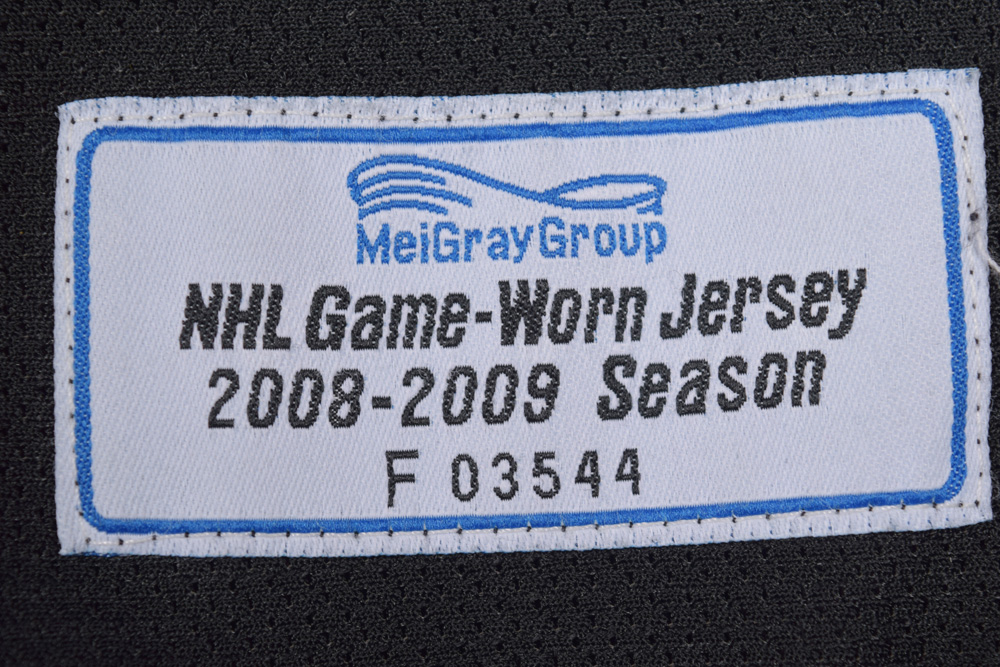 MeiGrayGroup
NHL Game-Worn Jersey
2008-2009 Season
F 03544